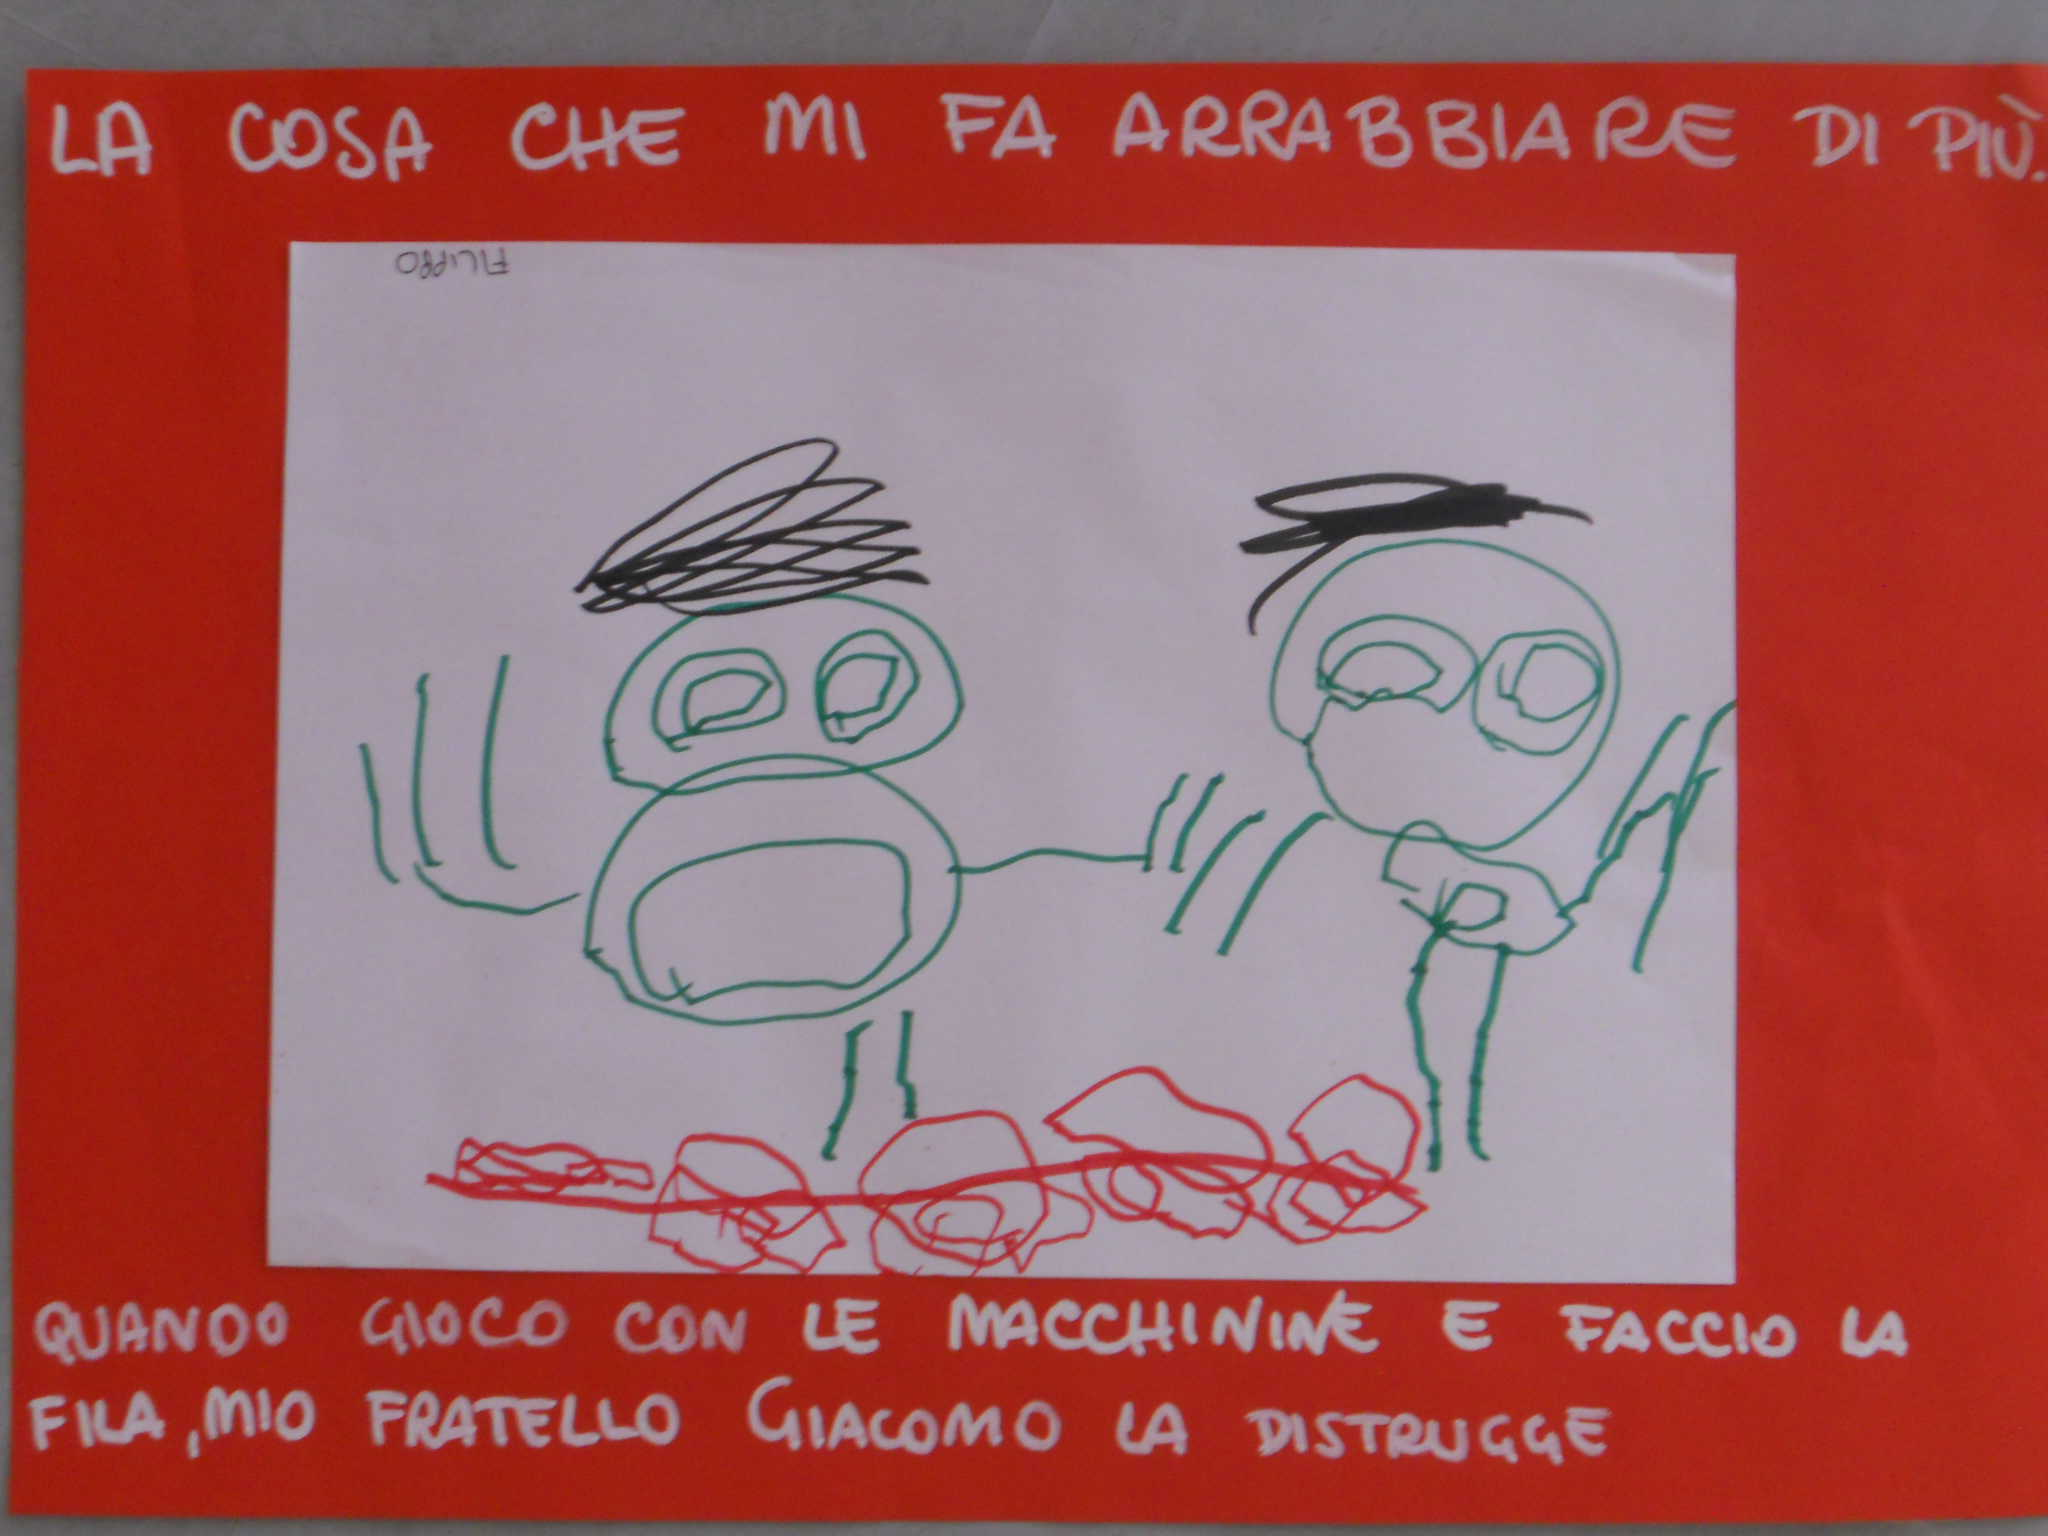 LA COSA CHE MI FA ARRABBIARE DI PIÙ.
FILIPPO
QUANDO GIOCO CON LE MACCHININE E FACCIO LA
FILA, MIO FRATELLO GIACOMO LA DISTRUGGE